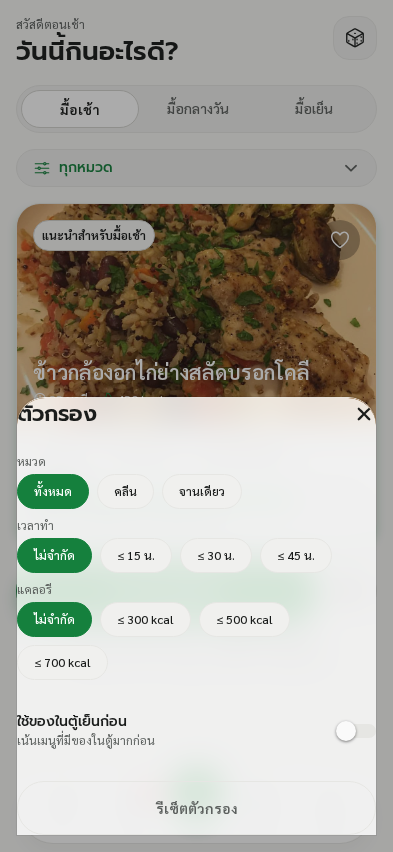 สวัสดีตอนเช้า
วันนี้กินอะไรดี?
มื้อเช้า
มื้อกลางวัน
มื้อเย็น
ทุกหมวด
แนะนำสำหรับมื้อเช้า
ข้าวกล้องอกไก่ย่างสลัดบรอกโคลี
ตัวกรอง
หมวด
ทั้งหมด
คลีน
จานเดียว
เวลาทำ
ไม่จำกัด
≤ 15 น.
≤ 30 น.
≤ 45 น.
แคลอรี
ไม่จำกัด
≤ 300 kcal
≤ 500 kcal
≤ 700 kcal
ใช้ของในตู้เย็นก่อน
เน้นเมนูที่มีของในตู้มากก่อน
รีเซ็ตตัวกรอง